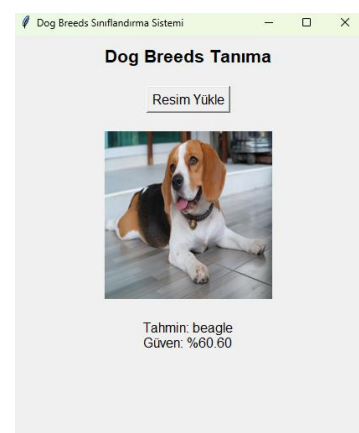 Dog Breeds Sınıflandırma Sistemi
Dog Breeds Tanıma
Resim Yükle
Tahmin: beagle
Güven: %60.60